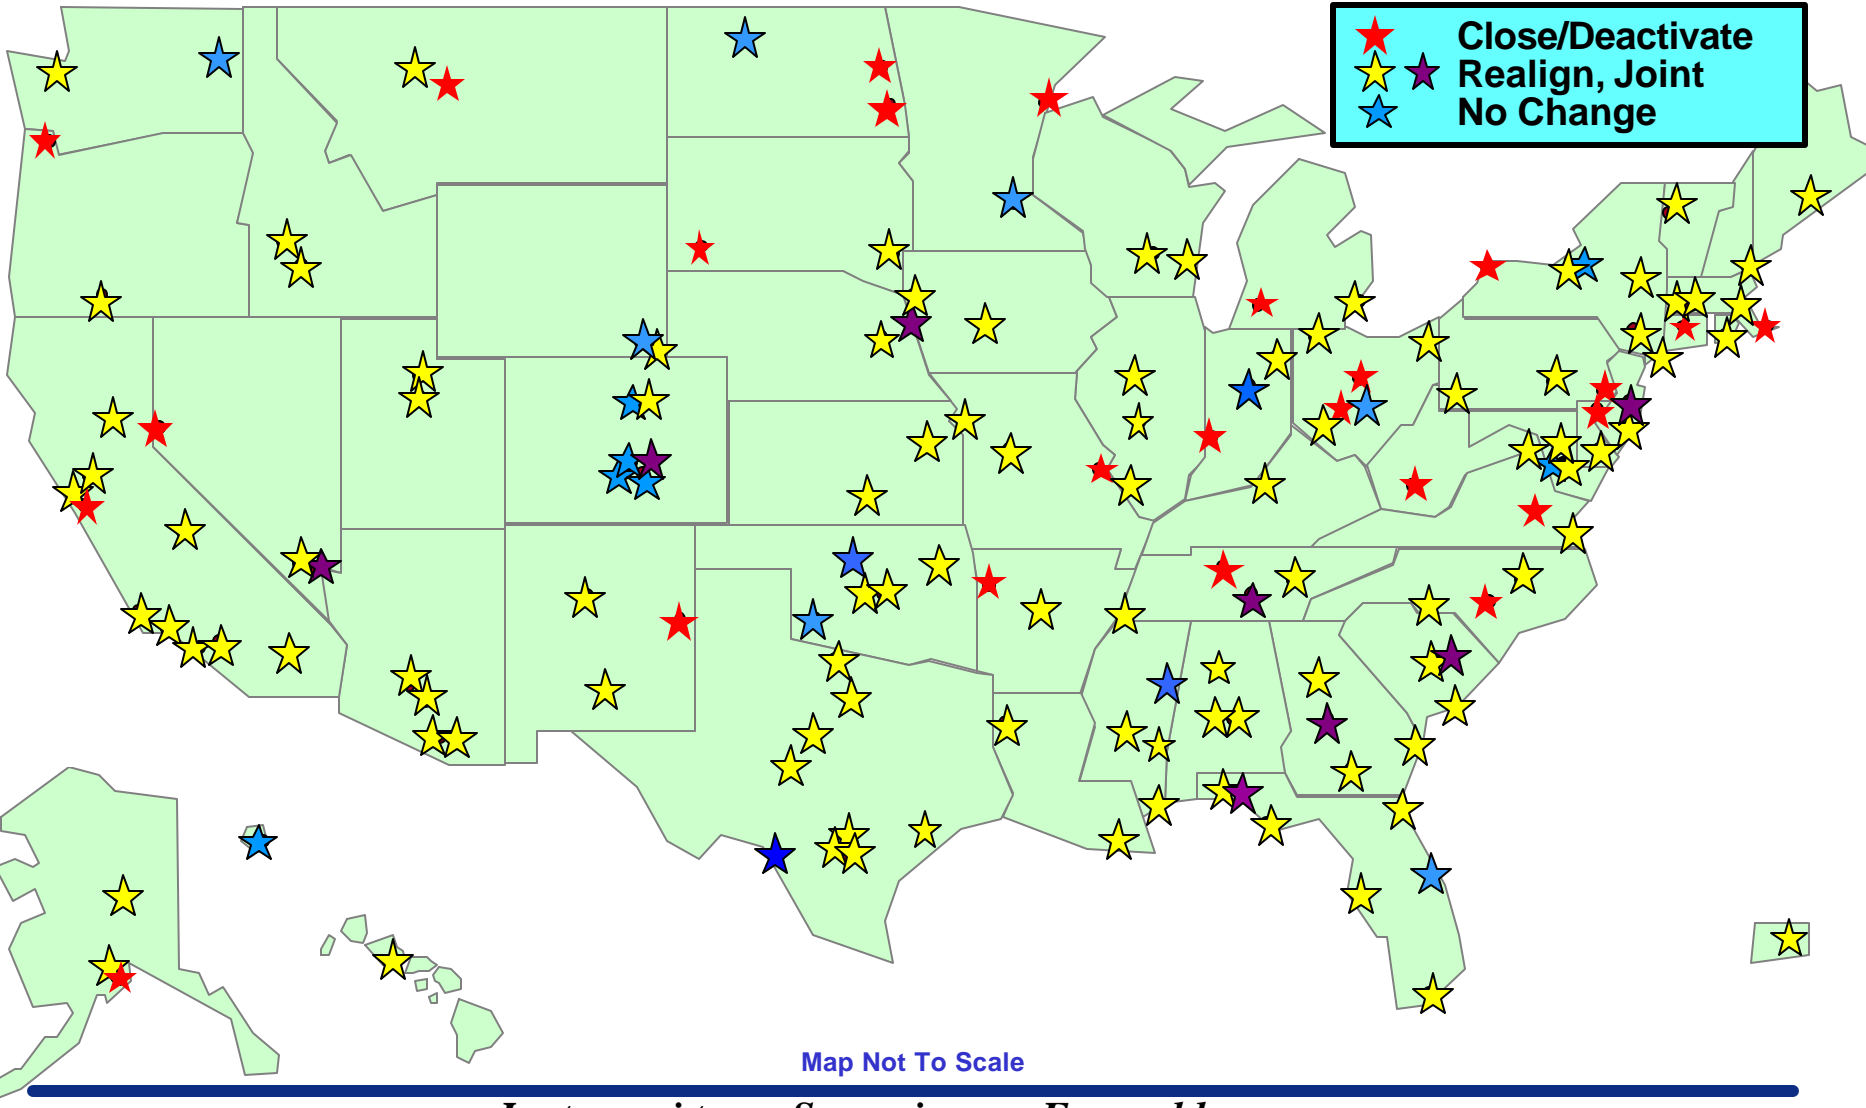 Close/Deactivate
Realign, Joint
No Change
Map Not To Scale